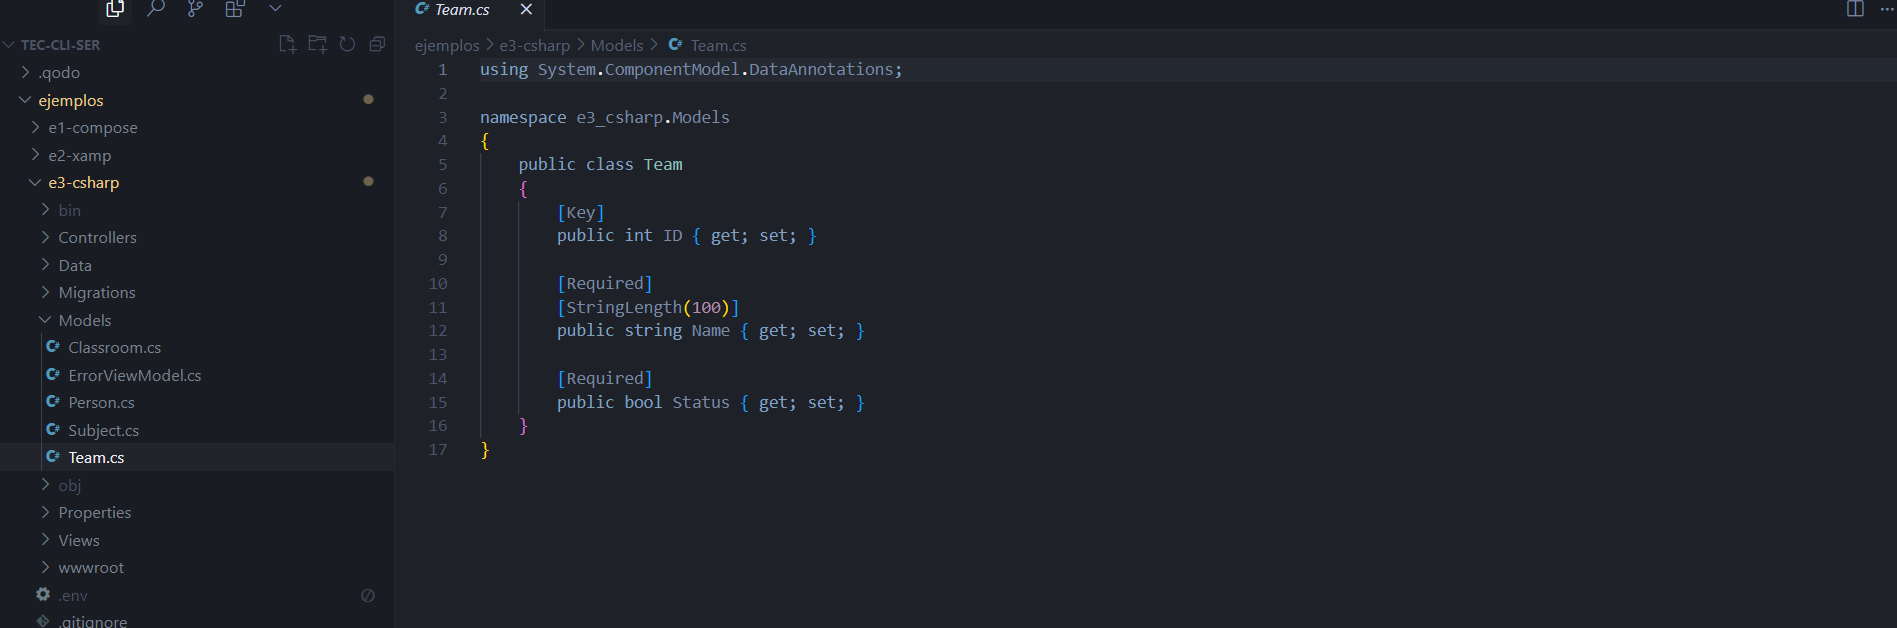 Team.cs
TEC-CLI-SER
.qodo
ejemplos
e1-compose
e2-xamp
e3-csharp
bin
Controllers
Data
Migrations
Models
Classroom.cs
ErrorViewModel.cs
Person.cs
Subject.cs
Team.cs
obj
Properties
Views
wwwroot
.env
.gitignore
ejemplos > e3-csharp > Models > Team.cs
1 using System.ComponentModel.DataAnnotations;
2
3 namespace e3_csharp.Models
4 {
5 public class Team
6 {
7 [Key]
8 public int ID { get; set; }
9
10 [Required]
11 [StringLength(100)]
12 public string Name { get; set; }
13
14 [Required]
15 public bool Status { get; set; }
16 }
17 }